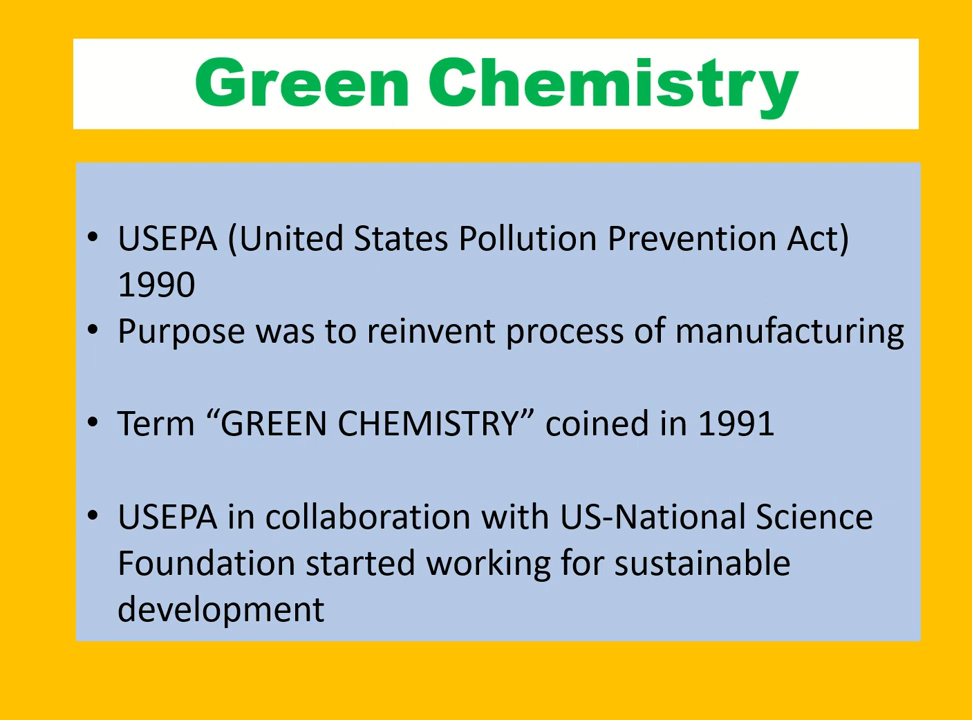 Green Chemistry
• USEPA (United States Pollution Prevention Act)
1990
• Purpose was to reinvent process of manufacturing
• Term “GREEN CHEMISTRY” coined in 1991
• USEPA in collaboration with US-National Science
Foundation started working for sustainable
development